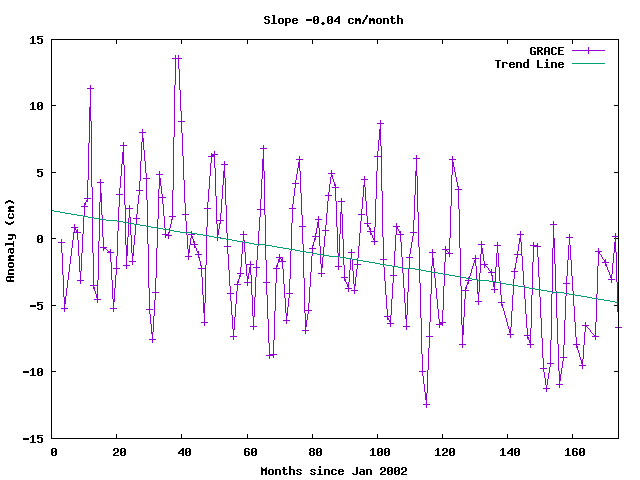 Slope -0.04 cm/month
GRACE
Trend Line
15
10
5
0
-5
-10
-15
Anomaly (cm)
0 20 40 60 80 100 120 140 160
Months since Jan 2002